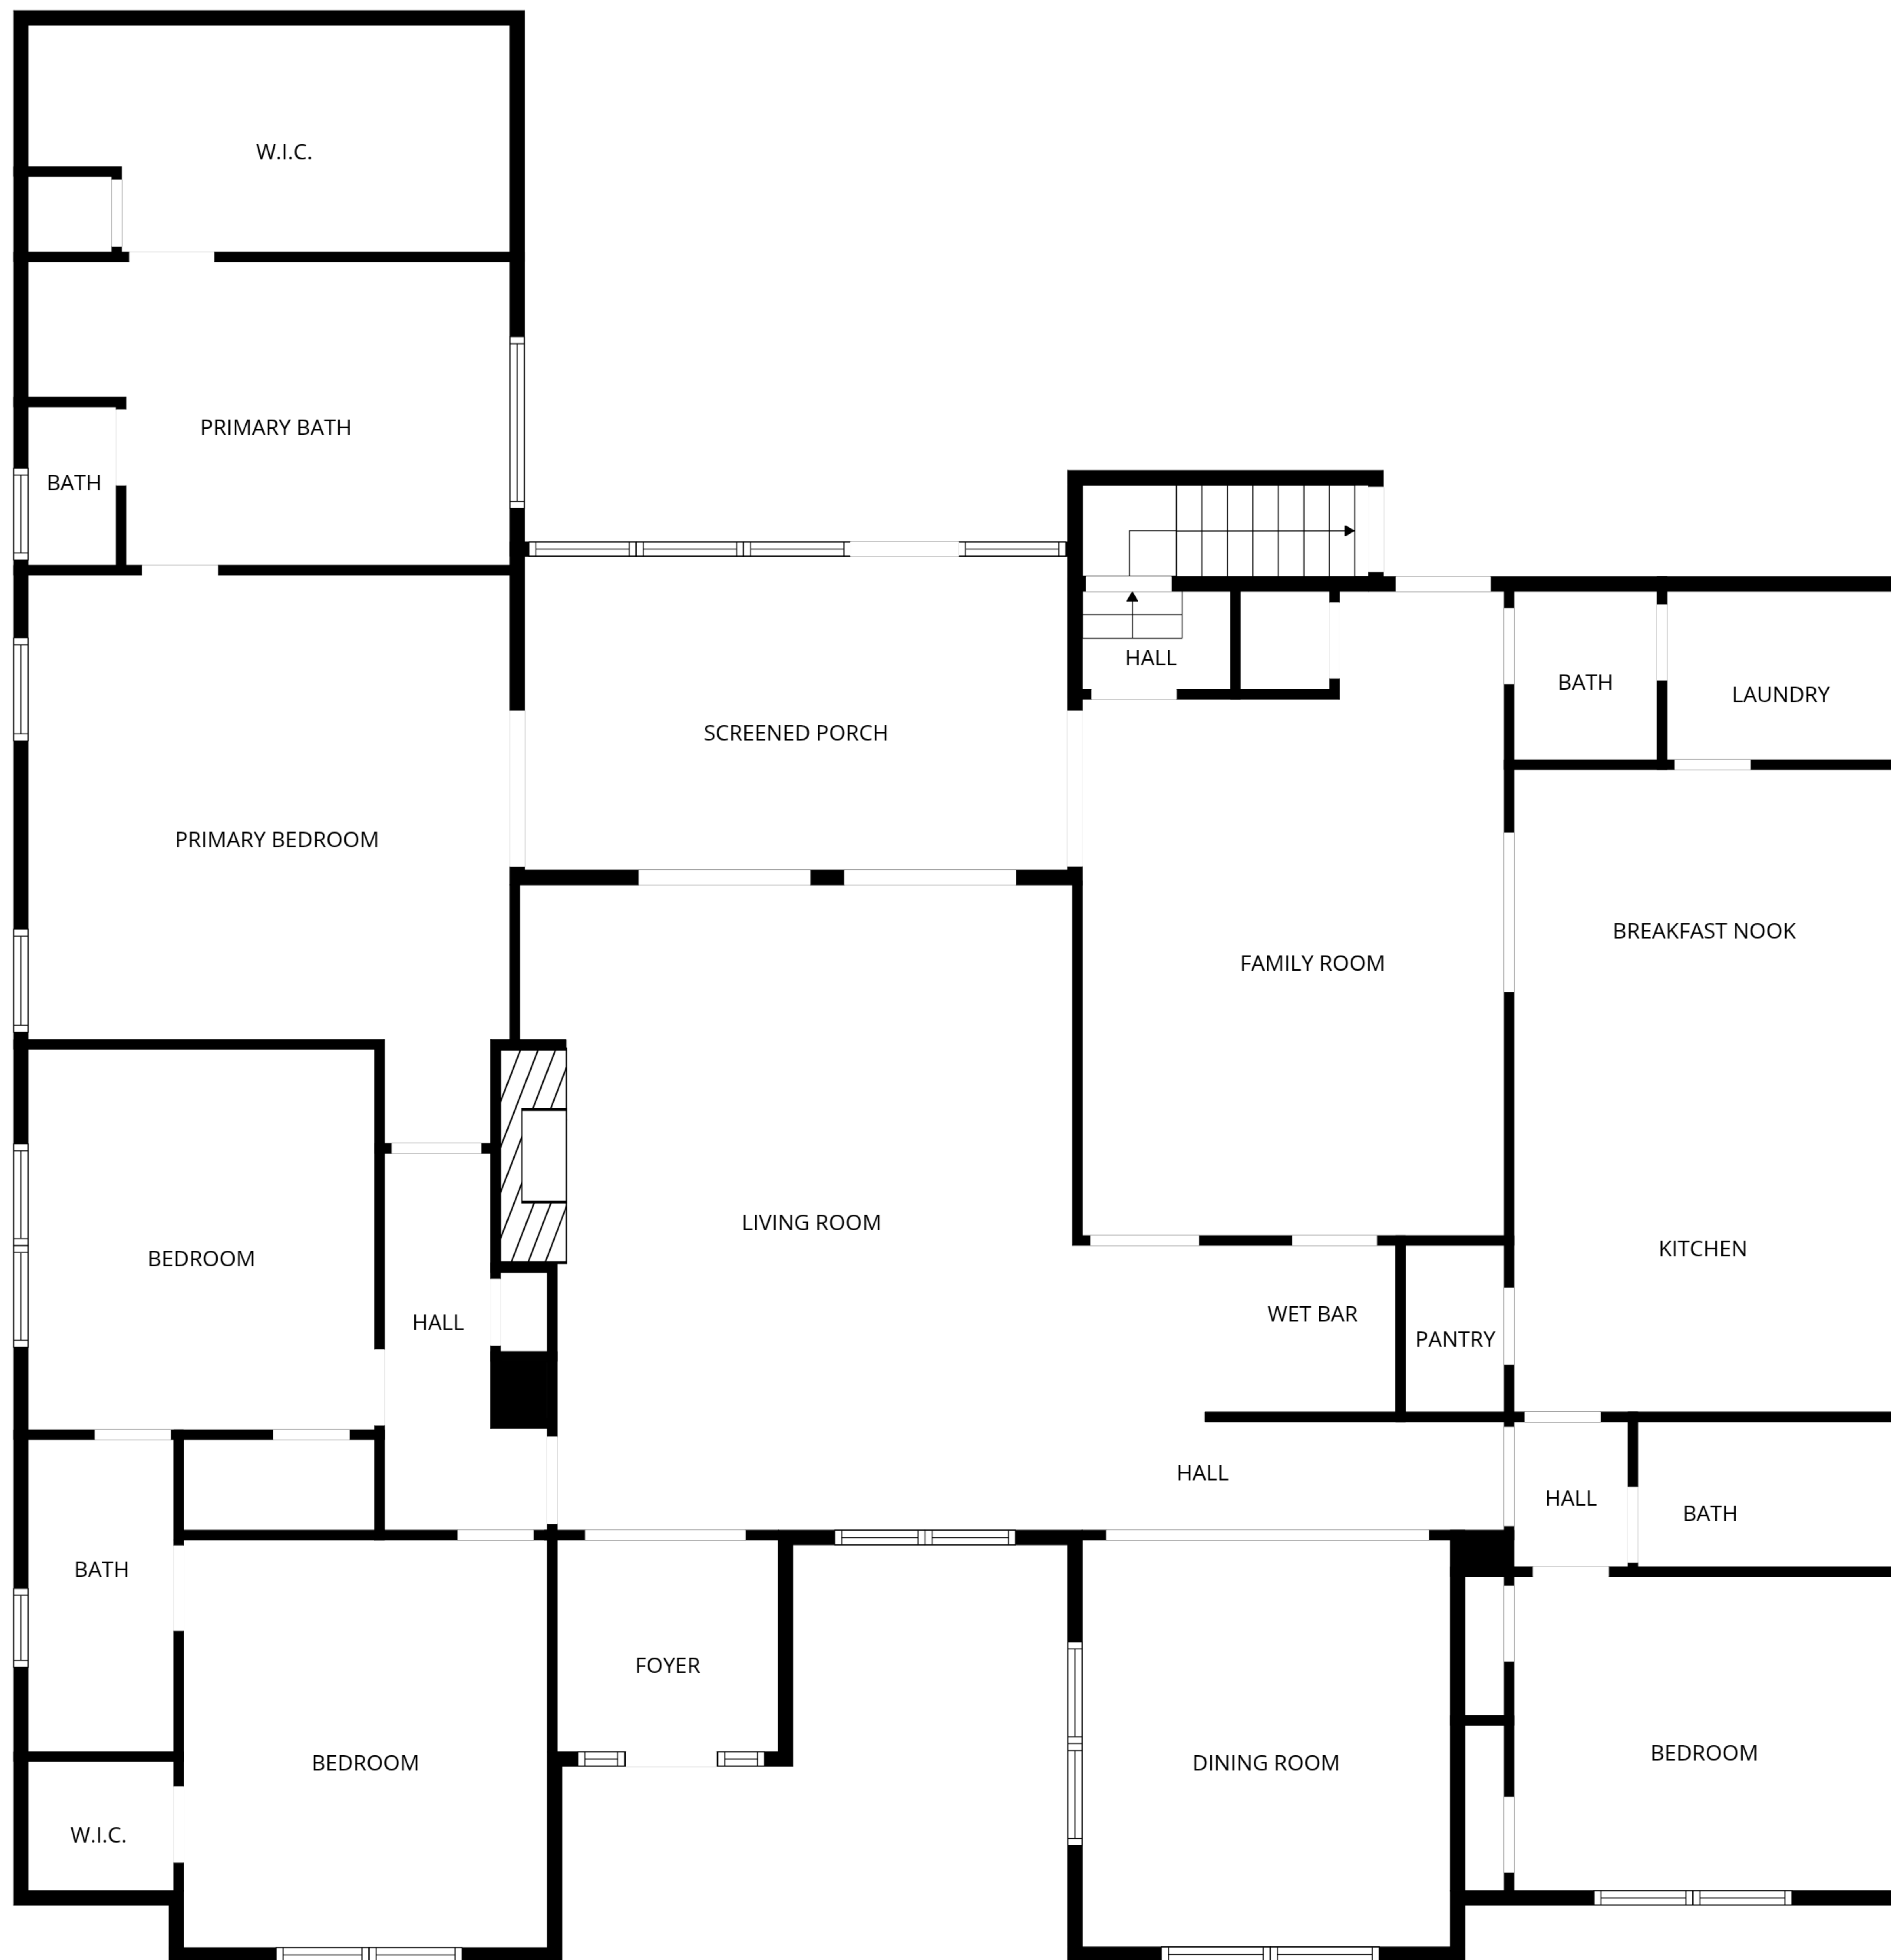 W.I.C.
PRIMARY BATH
BATH
HALL
BATH
LAUNDRY
SCREENED PORCH
PRIMARY BEDROOM
BREAKFAST NOOK
FAMILY ROOM
LIVING ROOM
KITCHEN
BEDROOM
WET BAR
HALL
PANTRY
HALL
HALL
BATH
BATH
FOYER
BEDROOM
DINING ROOM
BEDROOM
W.I.C.